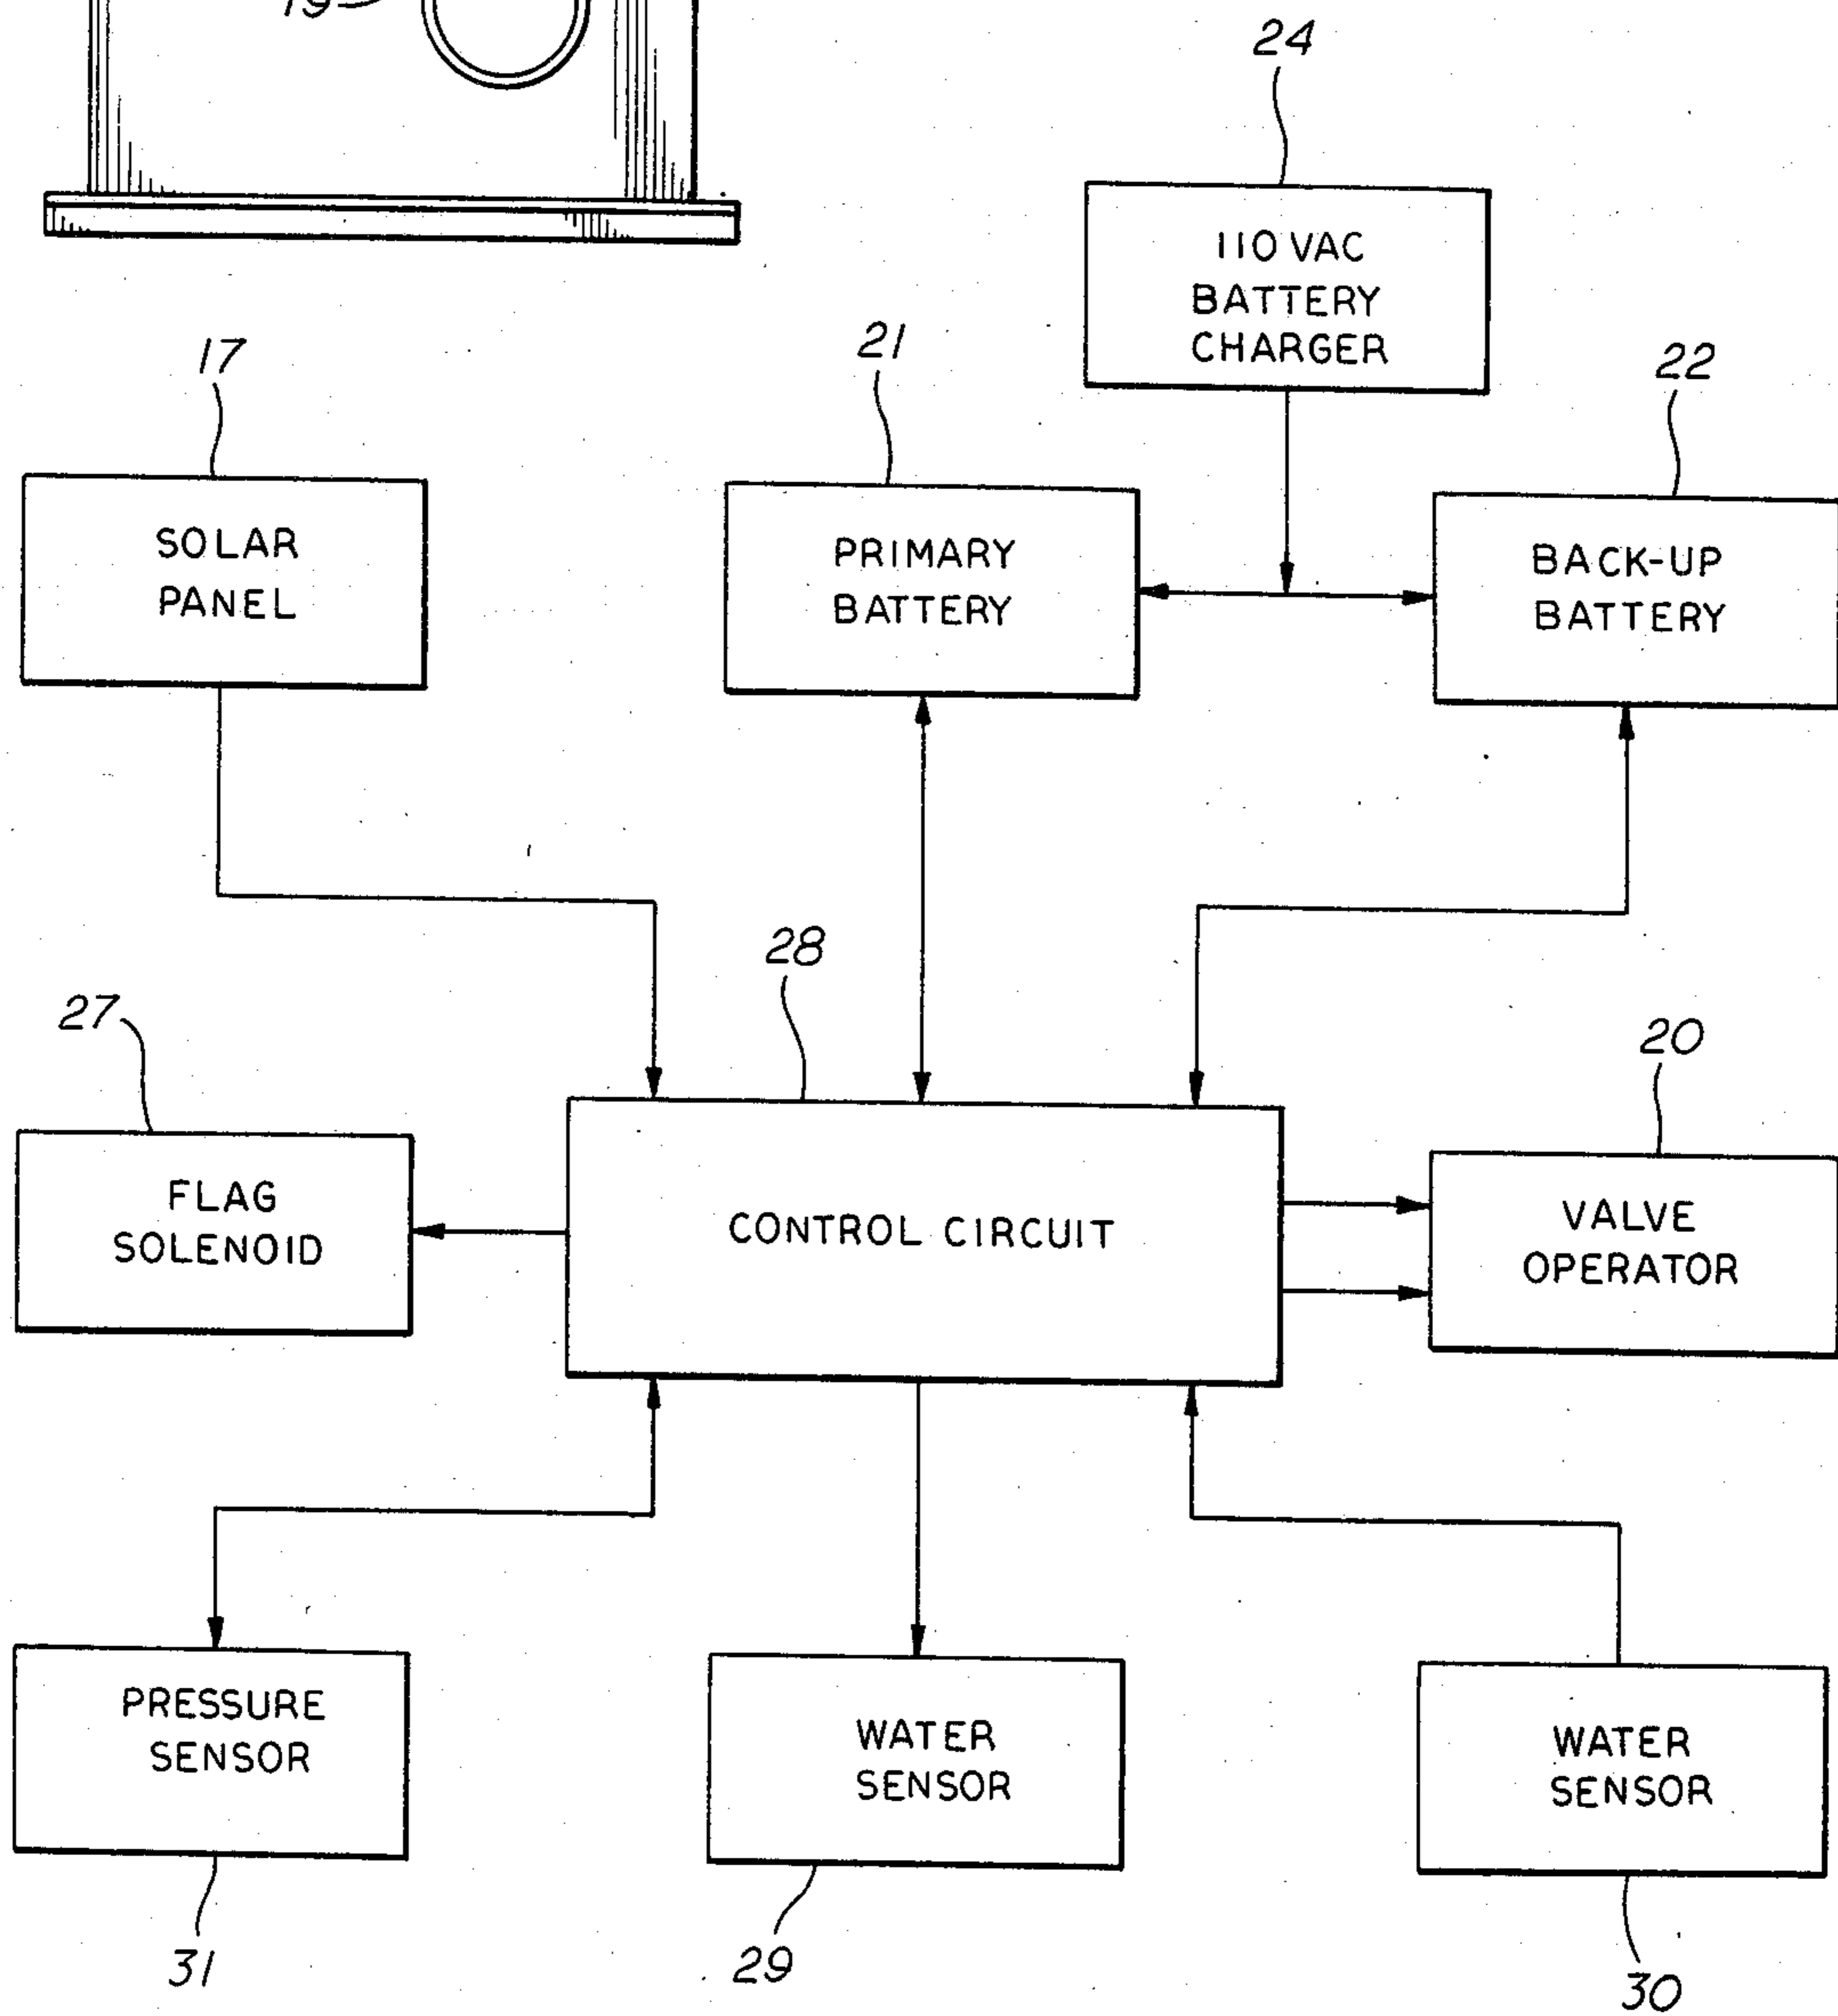 19
24
110 VAC
BATTERY
CHARGER
17
21
22
SOLAR
PANEL
PRIMARY
BATTERY
BACK-UP
BATTERY
28
27
20
FLAG
SOLENOID
CONTROL CIRCUIT
VALVE
OPERATOR
PRESSURE
SENSOR
WATER
SENSOR
WATER
SENSOR
31
29
30